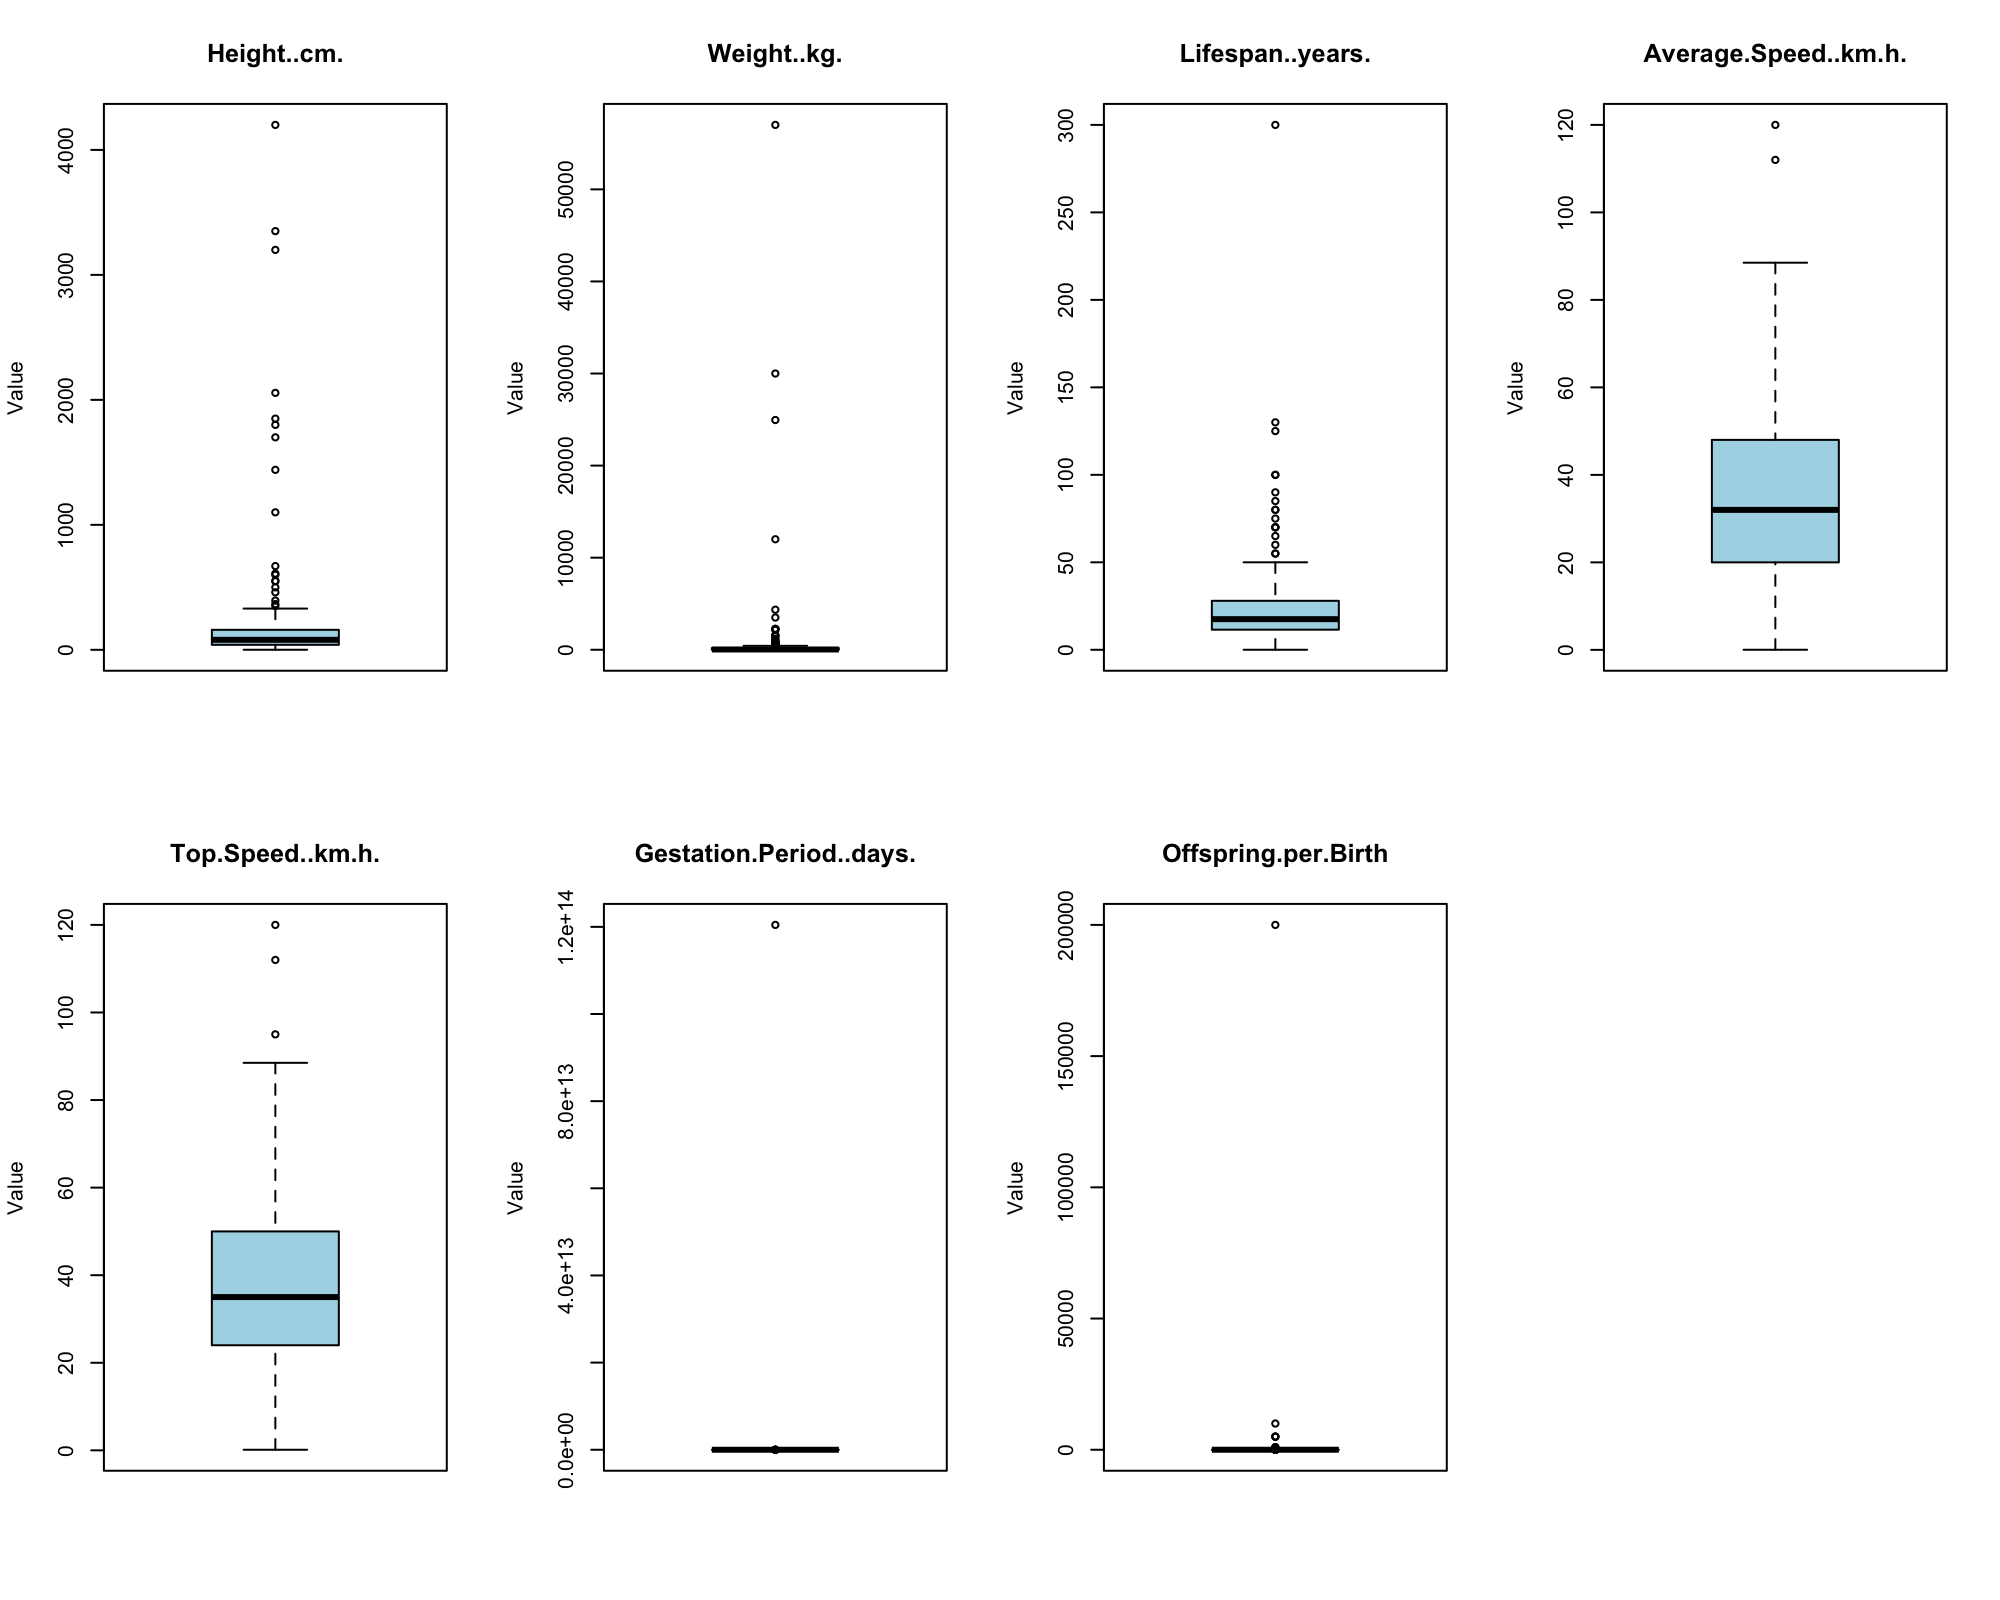 Height..cm.
Value
0
1000
2000
3000
4000
Weight..kg.
Value
0
10000
20000
30000
40000
50000
Lifespan..years.
Value
0
50
100
150
200
250
300
Average.Speed..km.h.
Value
0
20
40
60
80
100
120
Top.Speed..km.h.
Value
0
20
40
60
80
100
120
Gestation.Period..days.
Value
0.0e+00
4.0e+13
8.0e+13
1.2e+14
Offspring.per.Birth
Value
0
50000
100000
150000
200000